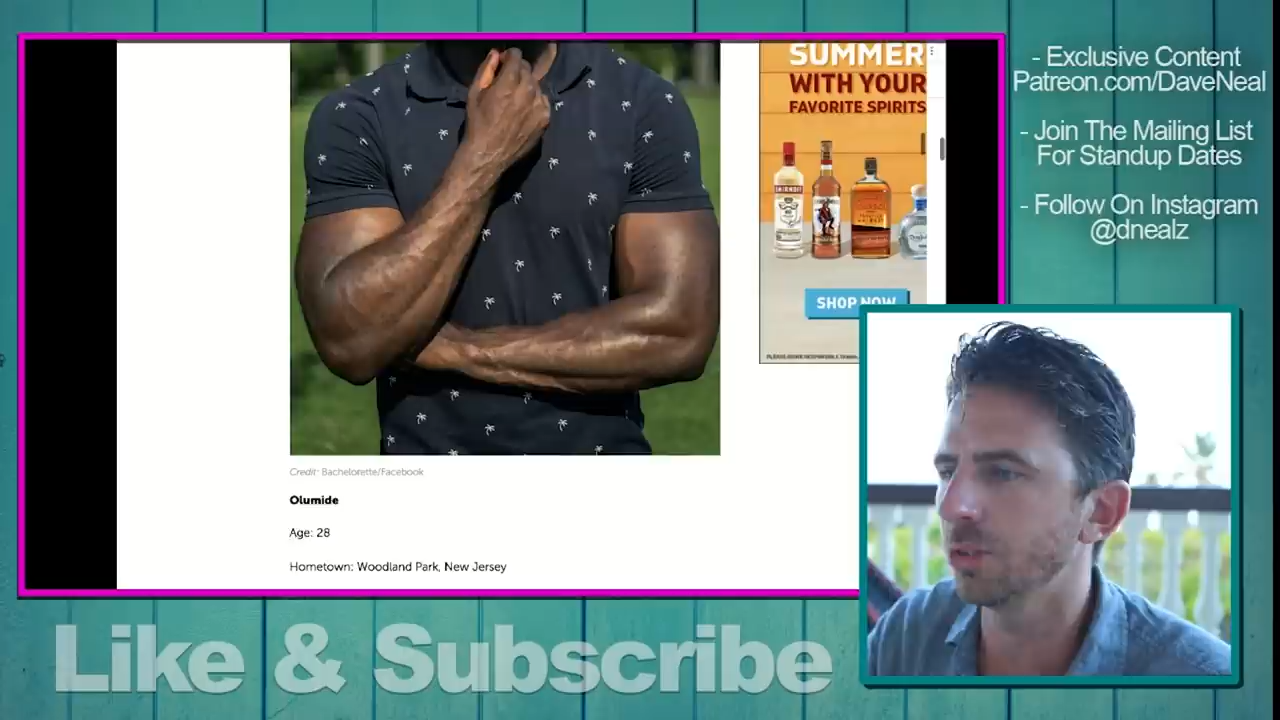 SUMMER
WITH YOUR
FAVORITE SPIRITS
SMIRNOFF
SHOP NOW
Credit: Bachelorette/Facebook
Olumide
Age: 28
Hometown: Woodland Park, New Jersey
- Exclusive Content
Patreon.com/DaveNeal
- Join The Mailing List
For Standup Dates
- Follow On Instagram
@dnealz
Like & Subscribe